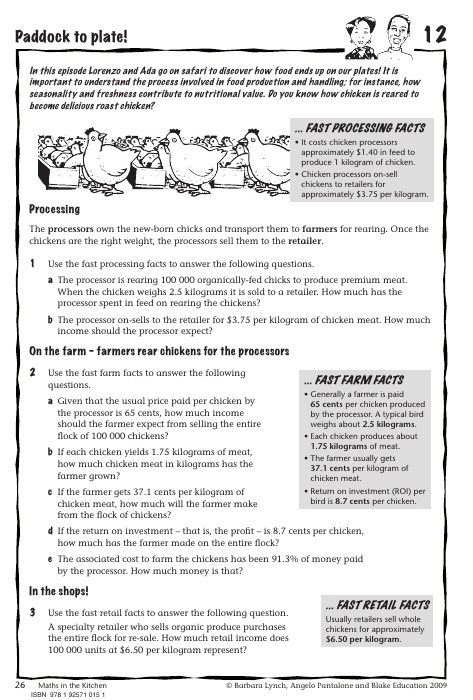 Paddock to plate!
12
In this episode Lorenzo and Ada go on safari to discover how food ends up on our plates! It is
important to understand the process involved in food production and handling; for instance, how
seasonality and freshness contribute to nutritional value. Do you know how chicken is reared to
become delicious roast chicken?
... FAST PROCESSING FACTS
• It costs chicken processors
approximately $1.40 in feed to
produce 1 kilogram of chicken.
• Chicken processors on-sell
chickens to retailers for
approximately $3.75 per kilogram.
Processing
The processors own the new-born chicks and transport them to farmers for rearing. Once the
chickens are the right weight, the processors sell them to the retailer.
1 Use the fast processing facts to answer the following questions.
a The processor is rearing 100 000 organically-fed chicks to produce premium meat.
When the chicken weighs 2.5 kilograms it is sold to a retailer. How much has the
processor spent in feed on rearing the chickens?
b The processor on-sells to the retailer for $3.75 per kilogram of chicken meat. How much
income should the processor expect?
On the farm – farmers rear chickens for the processors
2 Use the fast farm facts to answer the following
questions.
a Given that the usual price paid per chicken by
the processor is 65 cents, how much income
should the farmer expect from selling the entire
flock of 100 000 chickens?
b If each chicken yields 1.75 kilograms of meat,
how much chicken meat in kilograms has the
farmer grown?
c If the farmer gets 37.1 cents per kilogram of
chicken meat, how much will the farmer make
from the flock of chickens?
d If the return on investment – that is, the profit – is 8.7 cents per chicken,
how much has the farmer made on the entire flock?
e The associated cost to farm the chickens has been 91.3% of money paid
by the processor. How much money is that?
... FAST FARM FACTS
• Generally a farmer is paid
65 cents per chicken produced
by the processor. A typical bird
weighs about 2.5 kilograms.
• Each chicken produces about
1.75 kilograms of meat.
• The farmer usually gets
37.1 cents per kilogram of
chicken meat.
• Return on investment (ROI) per
bird is 8.7 cents per chicken.
In the shops!
3 Use the fast retail facts to answer the following question.
A specialty retailer who sells organic produce purchases
the entire flock for re-sale. How much retail income does
100 000 units at $6.50 per kilogram represent?
... FAST RETAIL FACTS
Usually retailers sell whole
chickens for approximately
$6.50 per kilogram.
26 Maths in the Kitchen
ISBN 978 1 92571 015 1
© Barbara Lynch, Angelo Pantalone and Blake Education 2009